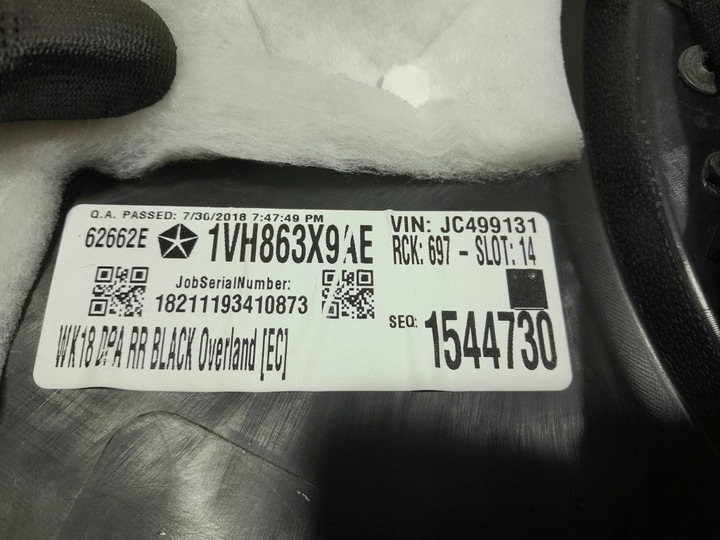 Q.A. PASSED: 7/30/2018 7:47:49 PM
62662E 1VH863X9AE
VIN: JC499131
RCK: 697 - SLOT: 14
JobSerialNumber:
18211193410873
SEQ: 1544730
WK18 DPA RR BLACK Overland [EC]